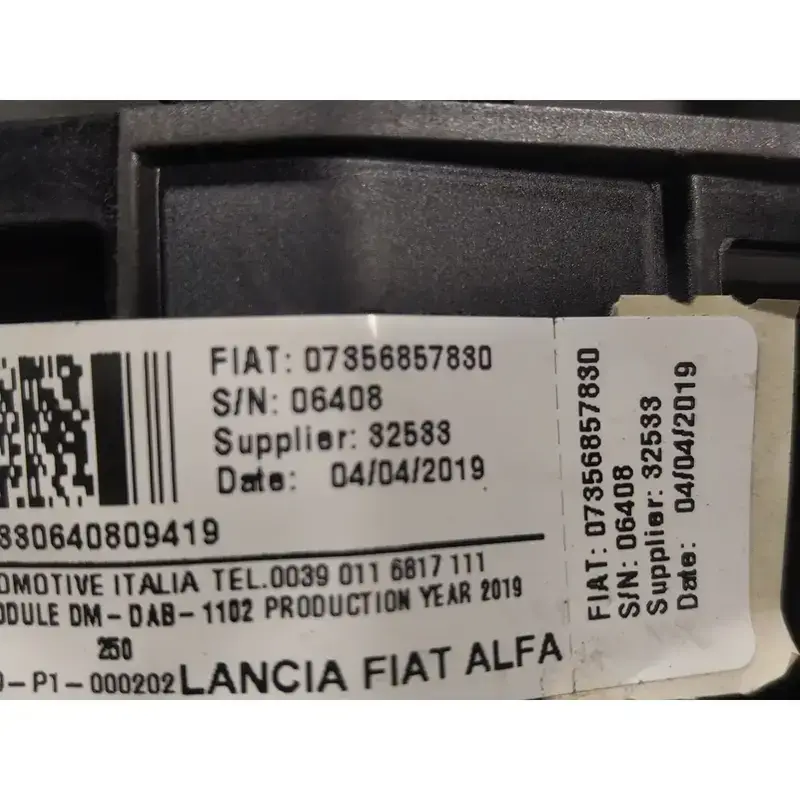 FIAT: 07356857830
S/N: 06408
Supplier: 32533
Date: 04/04/2019
330640809419
OMOTIVE ITALIA TEL.0039 011 6817 111
ODULE DM-DAB-1102 PRODUCTION YEAR 2019
250
-P1-000202 LANCIA FIAT ALFA
FIAT: 07356857830
S/N: 06408
Supplier: 32533
Date: 04/04/2019